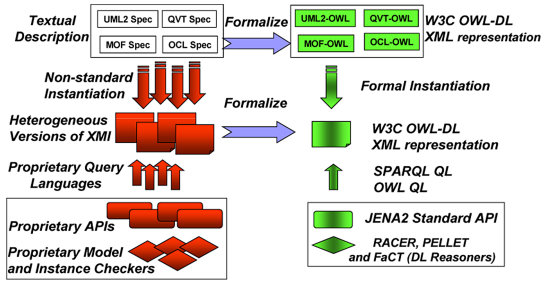 Textual
Description
UML2 Spec
QVT Spec
MOF Spec
OCL Spec
Formalize
UML2-OWL
QVT-OWL
MOF-OWL
OCL-OWL
W3C OWL-DL
XML representation
Non-standard
Instantiation
Formal Instantiation
Heterogeneous
Versions of XMI
Formalize
W3C OWL-DL
XML representation
Proprietary Query
Languages
SPARQL QL
OWL QL
Proprietary APIs
Proprietary Model
and Instance Checkers
JENA2 Standard API
RACER, PELLET
and FaCT (DL Reasoners)